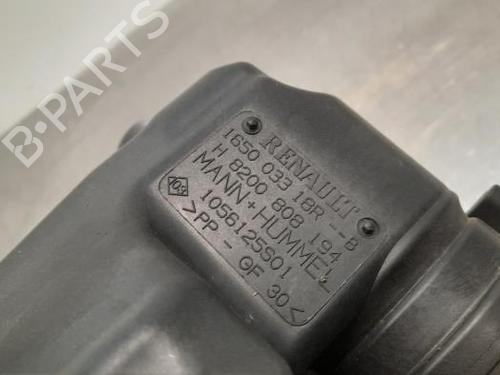 B-PARTS
RENAULT
1650 033 18R --B
H 8200 808 194
MANN+HUMMEL
1056125S01
>PP - GF 30<